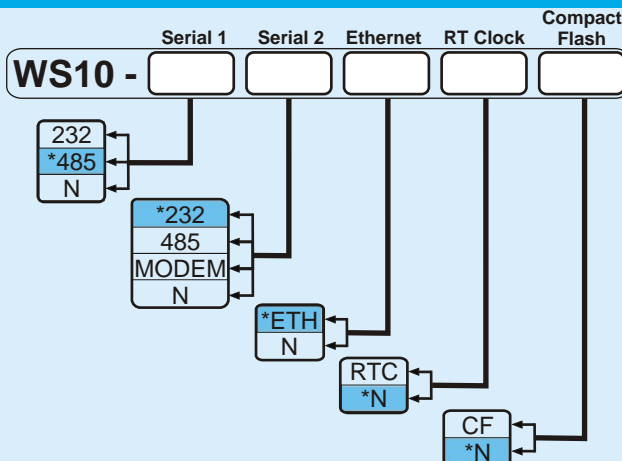 Serial 1 Serial 2 Ethernet RT Clock Compact Flash
WS10 -
232
*485
N
*232
485
MODEM
N
*ETH
N
RTC
*N
CF
*N